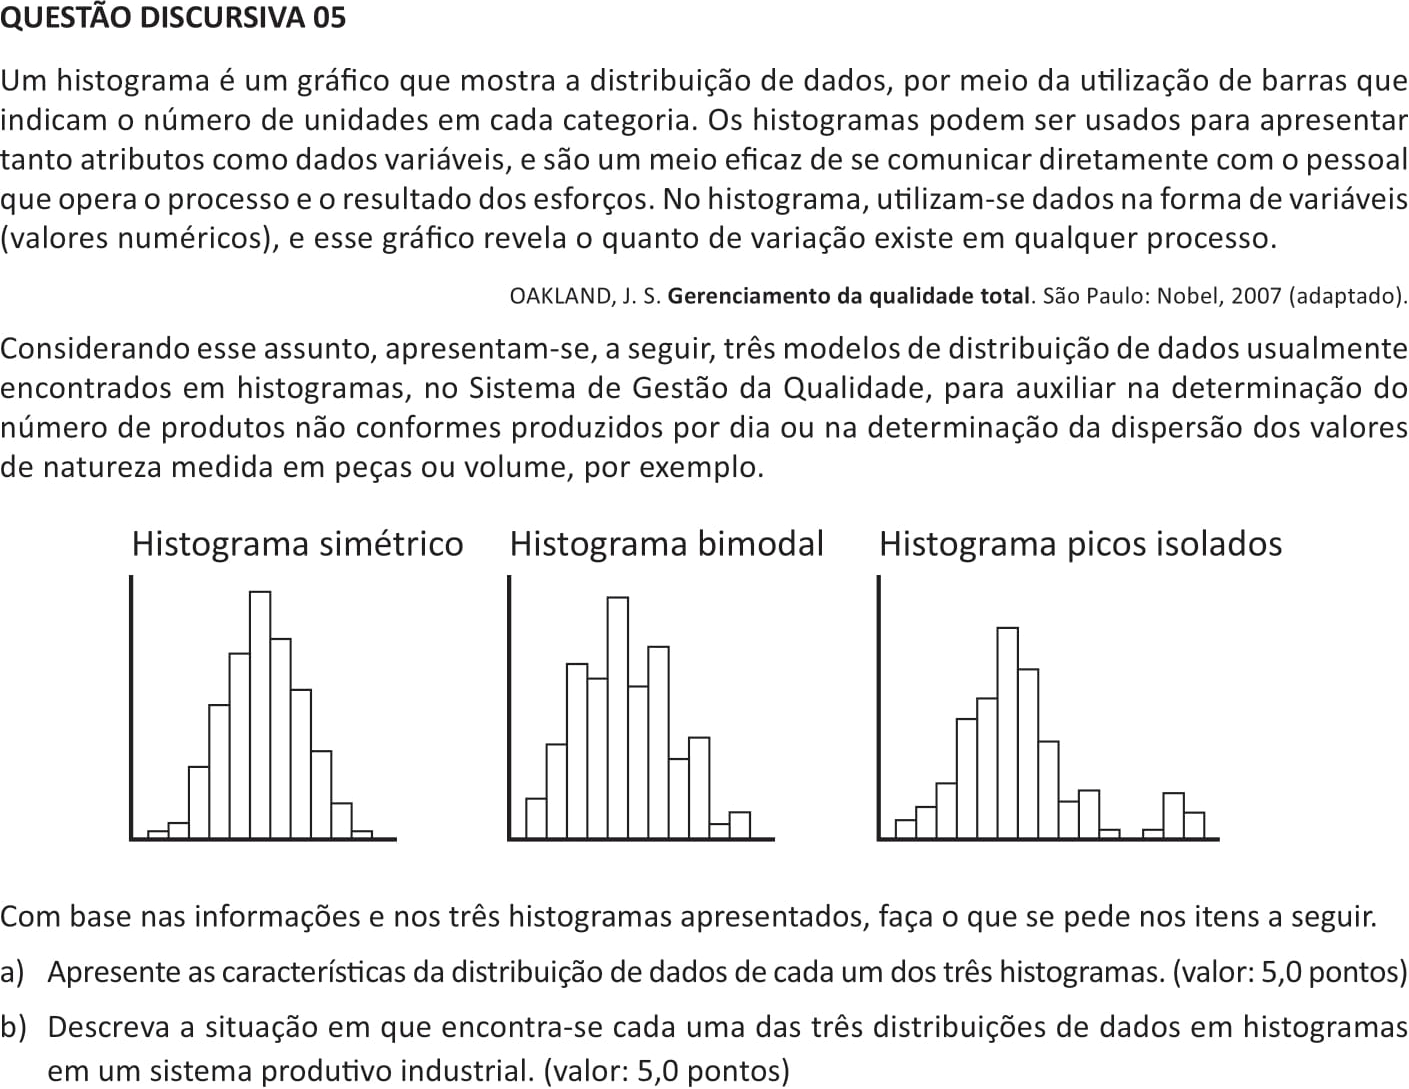 QUESTÃO DISCURSIVA 05
Um histograma é um gráfico que mostra a distribuição de dados, por meio da utilização de barras que
indicam o número de unidades em cada categoria. Os histogramas podem ser usados para apresentar
tanto atributos como dados variáveis, e são um meio eficaz de se comunicar diretamente com o pessoal
que opera o processo e o resultado dos esforços. No histograma, utilizam-se dados na forma de variáveis
(valores numéricos), e esse gráfico revela o quanto de variação existe em qualquer processo.
OAKLAND, J. S. Gerenciamento da qualidade total. São Paulo: Nobel, 2007 (adaptado).
Considerando esse assunto, apresentam-se, a seguir, três modelos de distribuição de dados usualmente
encontrados em histogramas, no Sistema de Gestão da Qualidade, para auxiliar na determinação do
número de produtos não conformes produzidos por dia ou na determinação da dispersão dos valores
de natureza medida em peças ou volume, por exemplo.
Histograma simétrico Histograma bimodal Histograma picos isolados
Com base nas informações e nos três histogramas apresentados, faça o que se pede nos itens a seguir.
a) Apresente as características da distribuição de dados de cada um dos três histogramas. (valor: 5,0 pontos)
b) Descreva a situação em que encontra-se cada uma das três distribuições de dados em histogramas
em um sistema produtivo industrial. (valor: 5,0 pontos)